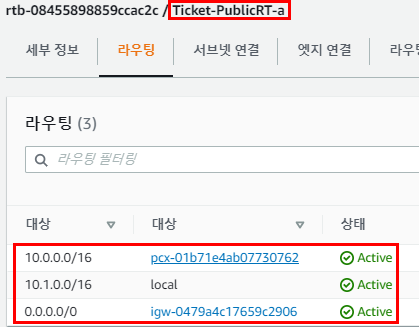 rtb-08455898859ccac2c / Ticket-PublicRT-a
세부 정보 라우팅 서브넷 연결 엣지 연결 라우
라우팅 (3)
라우팅 필터링
대상 대상 상태
10.0.0.0/16 pcx-01b71e4ab07730762 Active
10.1.0.0/16 local Active
0.0.0.0/0 igw-0479a4c17659c2906 Active